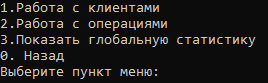 1.Работа с клиентами
2.Работа с операциями
3.Показать глобальную статистику
0. Назад
Выберите пункт меню: